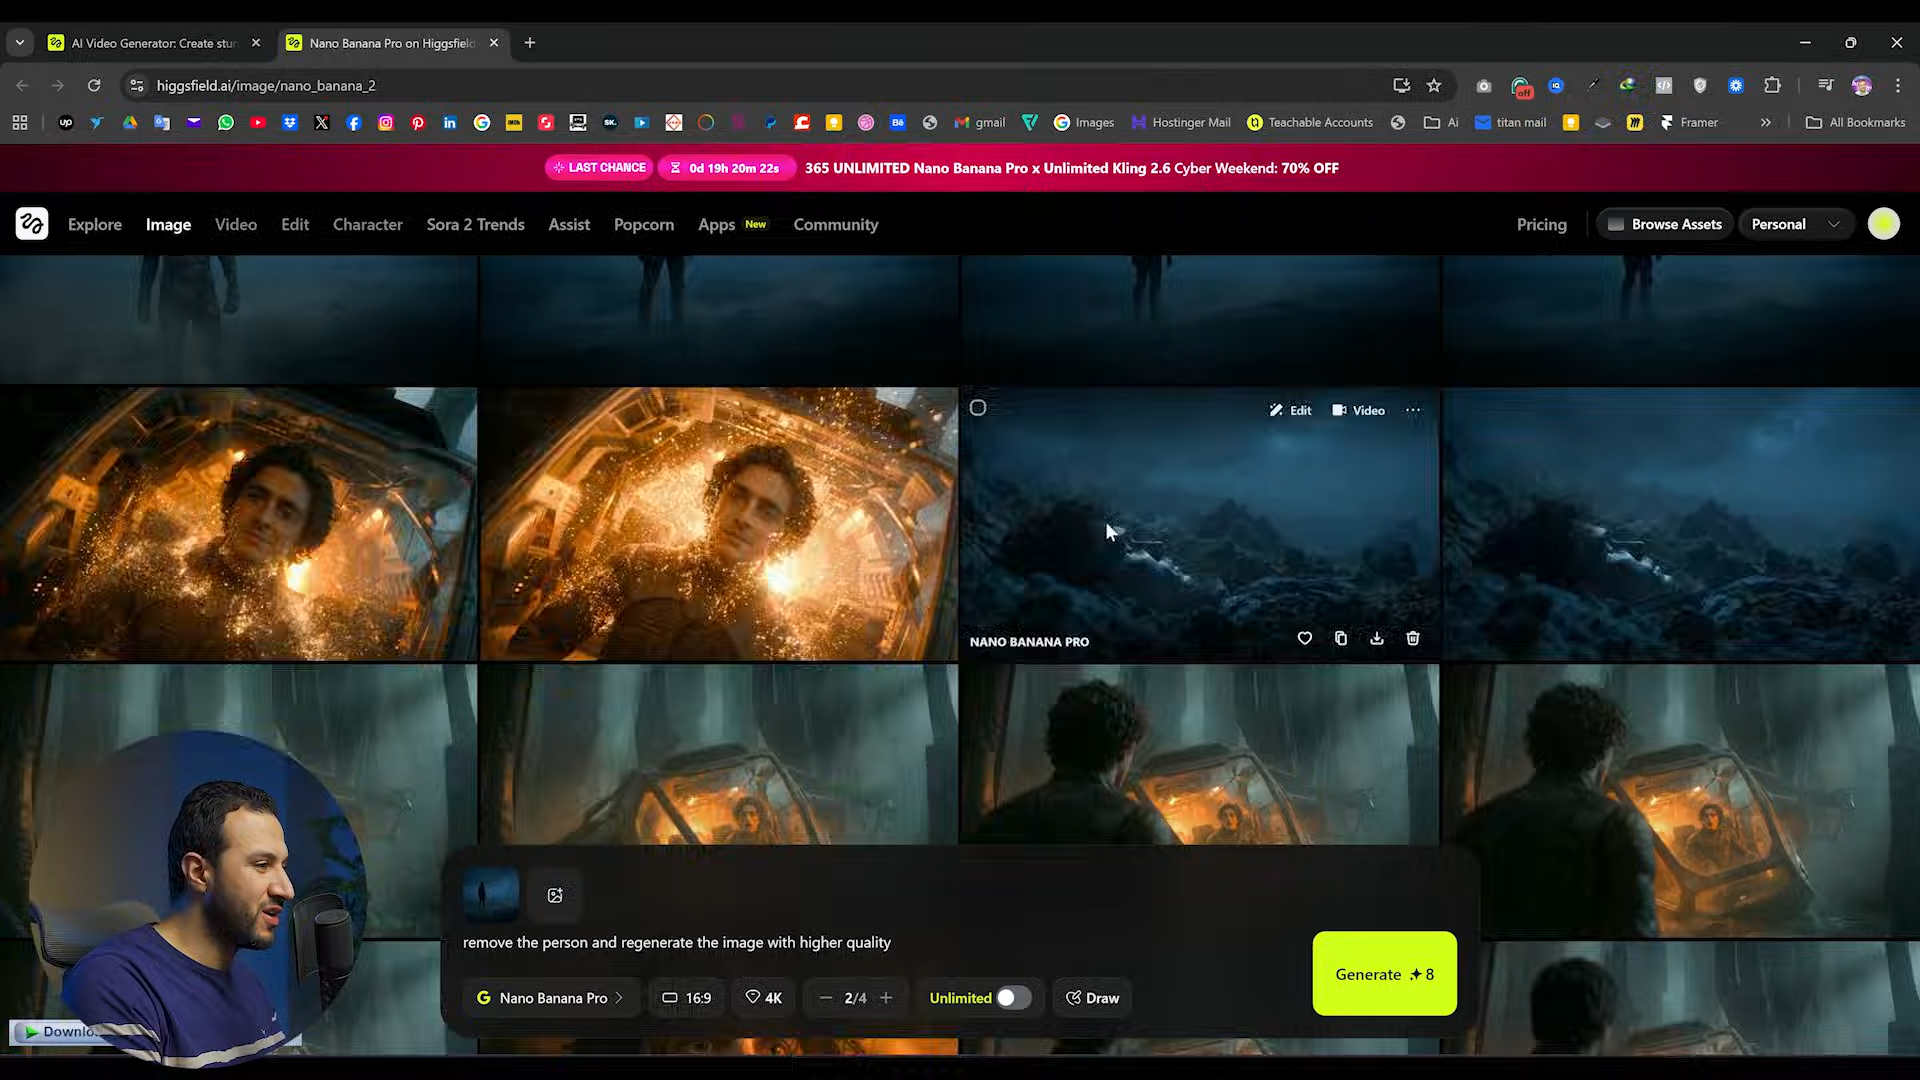 AI Video Generator: Create stun
Nano Banana Pro on Higgsfield
higgsfield.ai/image/nano_banana_2
off
up
gmail
Images
Hostinger Mail
Teachable Accounts
Ai
titan mail
Framer
All Bookmarks
LAST CHANCE
0d 19h 20m 22s
365 UNLIMITED Nano Banana Pro x Unlimited Kling 2.6 Cyber Weekend: 70% OFF
Explore
Image
Video
Edit
Character
Sora 2 Trends
Assist
Popcorn
Apps New
Community
Pricing
Browse Assets
Personal
Edit
Video
NANO BANANA PRO
remove the person and regenerate the image with higher quality
Generate 8
Nano Banana Pro
16:9
4K
2/4
Unlimited
Draw